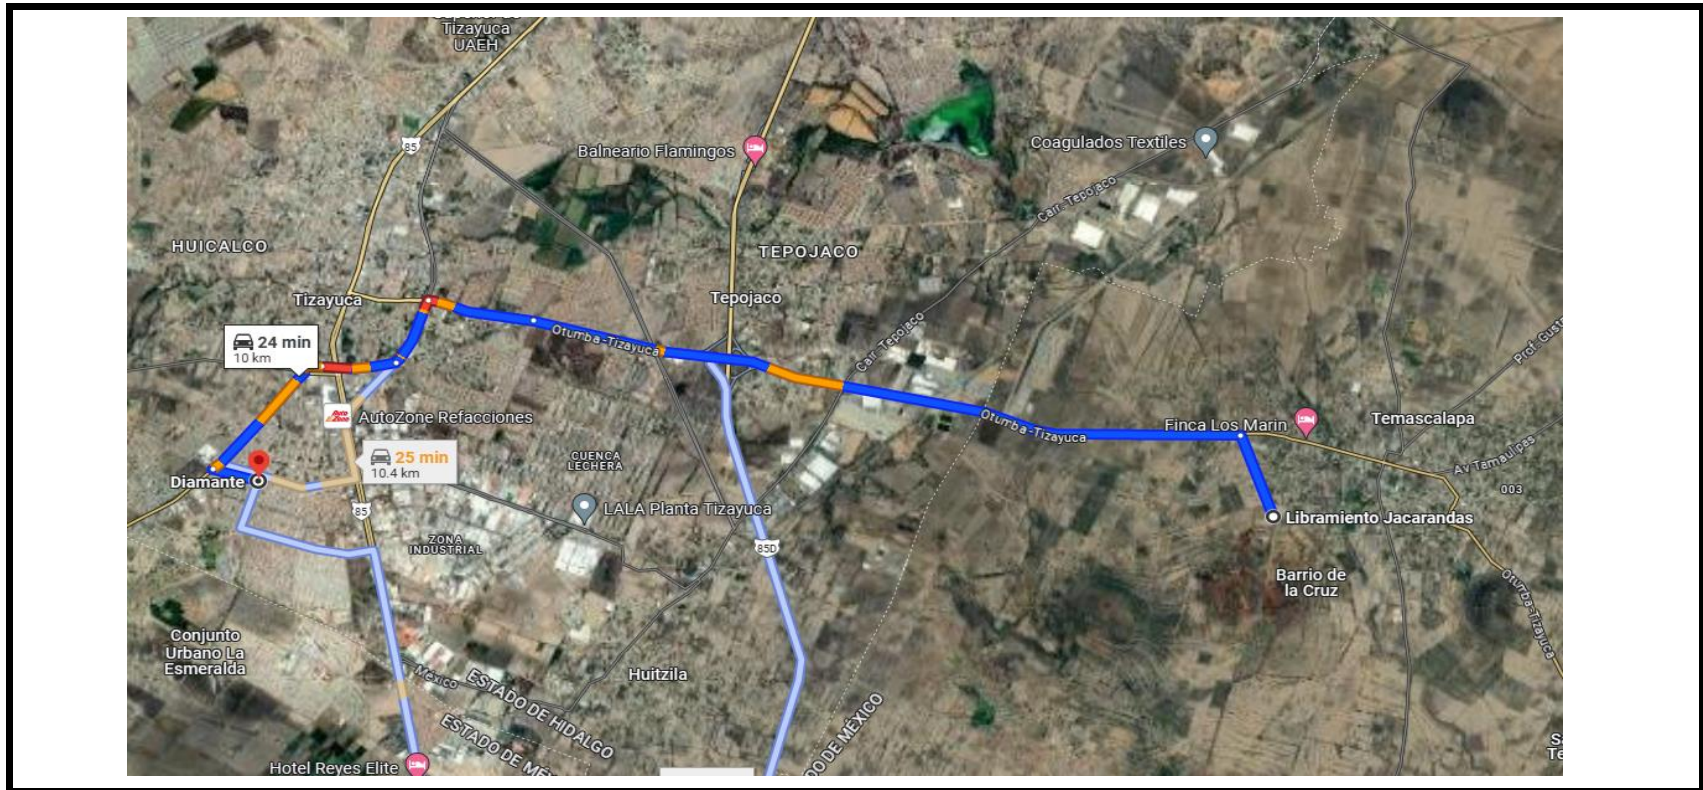 Tizayuca
UAEH
85
Balneario Flamingos
Coagulados Textiles
Carr. Tepojaco
HUICALCO
TEPOJACO
Tizayuca
Tepojaco
Otumba-Tizayuca
24 min
10 km
Carr. Tepojaco
Auto
Zone
AutoZone Refacciones
Otumba-Tizayuca
Finca Los Marin
Temascalapa
25 min
10.4 km
CUENCA
LECHERA
Av Tamaulipas
Diamante
003
85
LALA Planta Tizayuca
Libramiento Jacarandas
ZONA
INDUSTRIAL
85D
Barrio de
la Cruz
Otumba-Tizayuca
Conjunto
Urbano La
Esmeralda
México
Huitzila
ESTADO DE HIDALGO
Hotel Reyes Elite